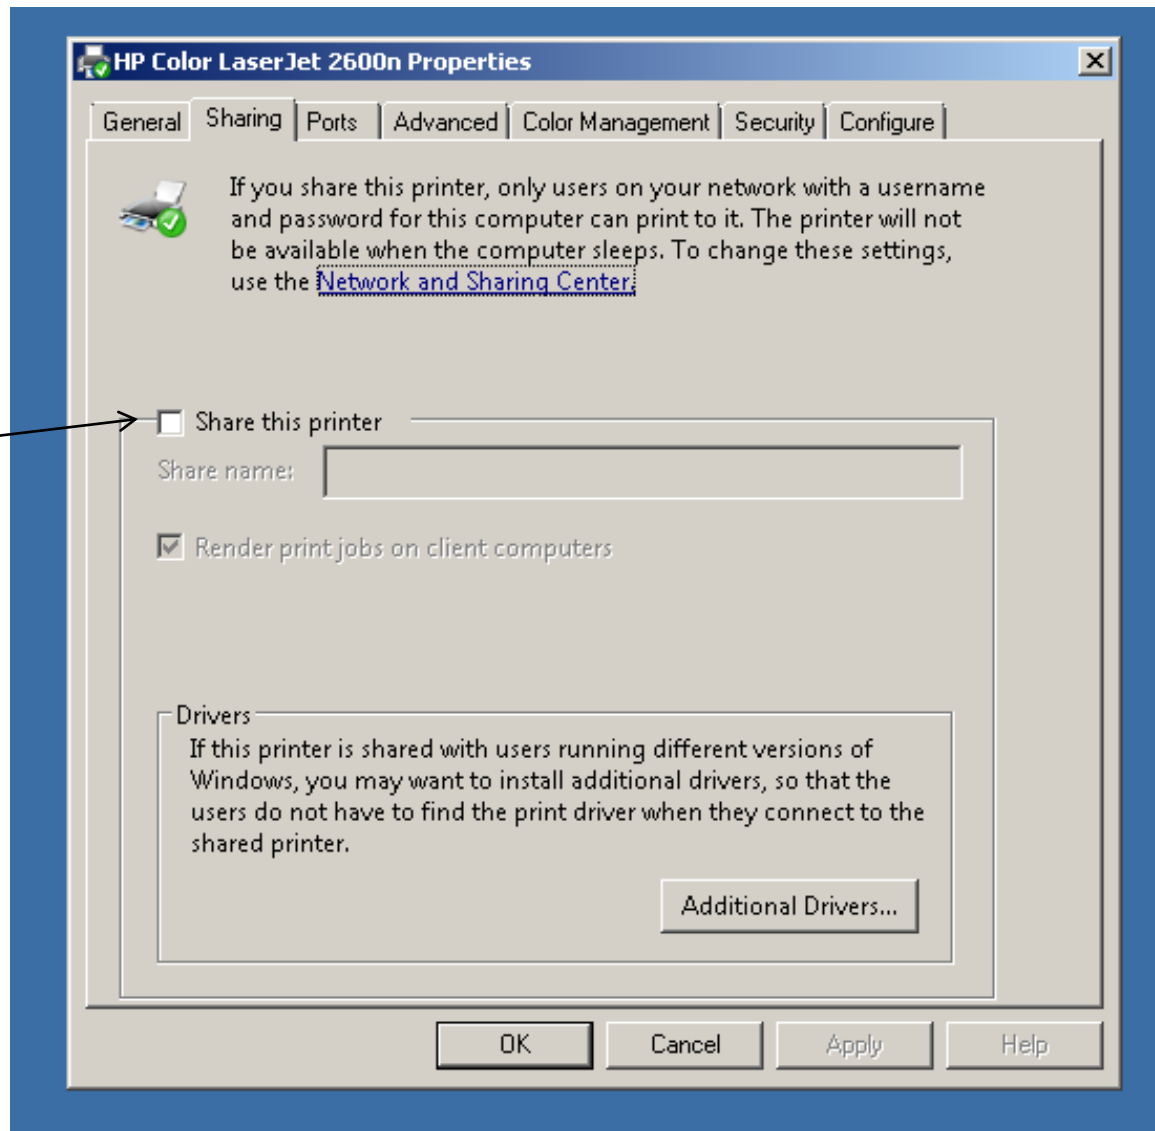 HP Color LaserJet 2600n Properties
General Sharing Ports Advanced Color Management Security Configure
If you share this printer, only users on your network with a username
and password for this computer can print to it. The printer will not
be available when the computer sleeps. To change these settings,
use the Network and Sharing Center.
Share this printer
Share name:
Render print jobs on client computers
Drivers
If this printer is shared with users running different versions of
Windows, you may want to install additional drivers, so that the
users do not have to find the print driver when they connect to the
shared printer.
Additional Drivers...
OK Cancel Apply Help